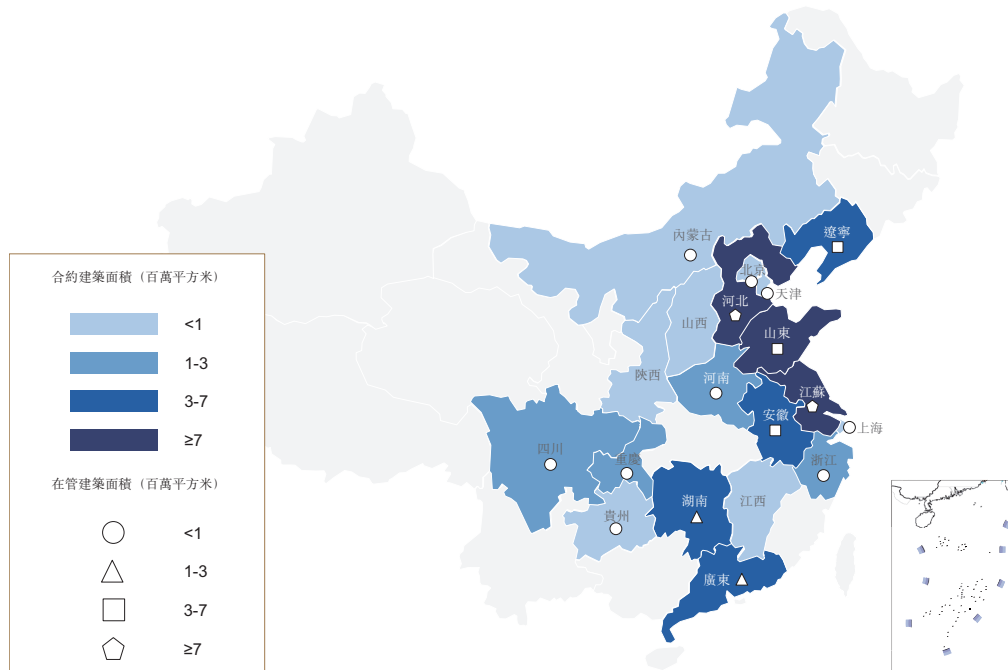 內蒙古
遼寧
北京
天津
河北
山西
山東
陝西
河南
江蘇
安徽
上海
四川
重慶
浙江
貴州
湖南
江西
廣東
合約建築面積（百萬平方米）
<1
1-3
3-7
≥7
在管建築面積（百萬平方米）
<1
1-3
3-7
≥7